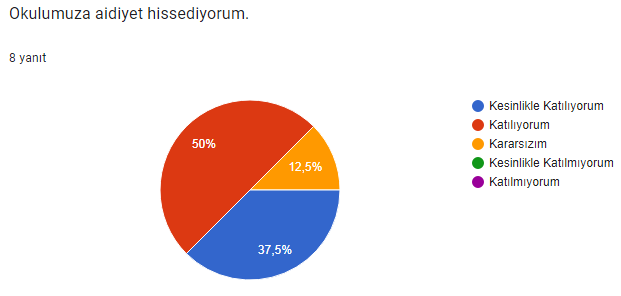 Okulumuza aidiyet hissediyorum.
8 yanıt
Kesinlikle Katılıyorum
Katılıyorum
Kararsızım
Kesinlikle Katılmıyorum
Katılmıyorum
50%
12,5%
37,5%